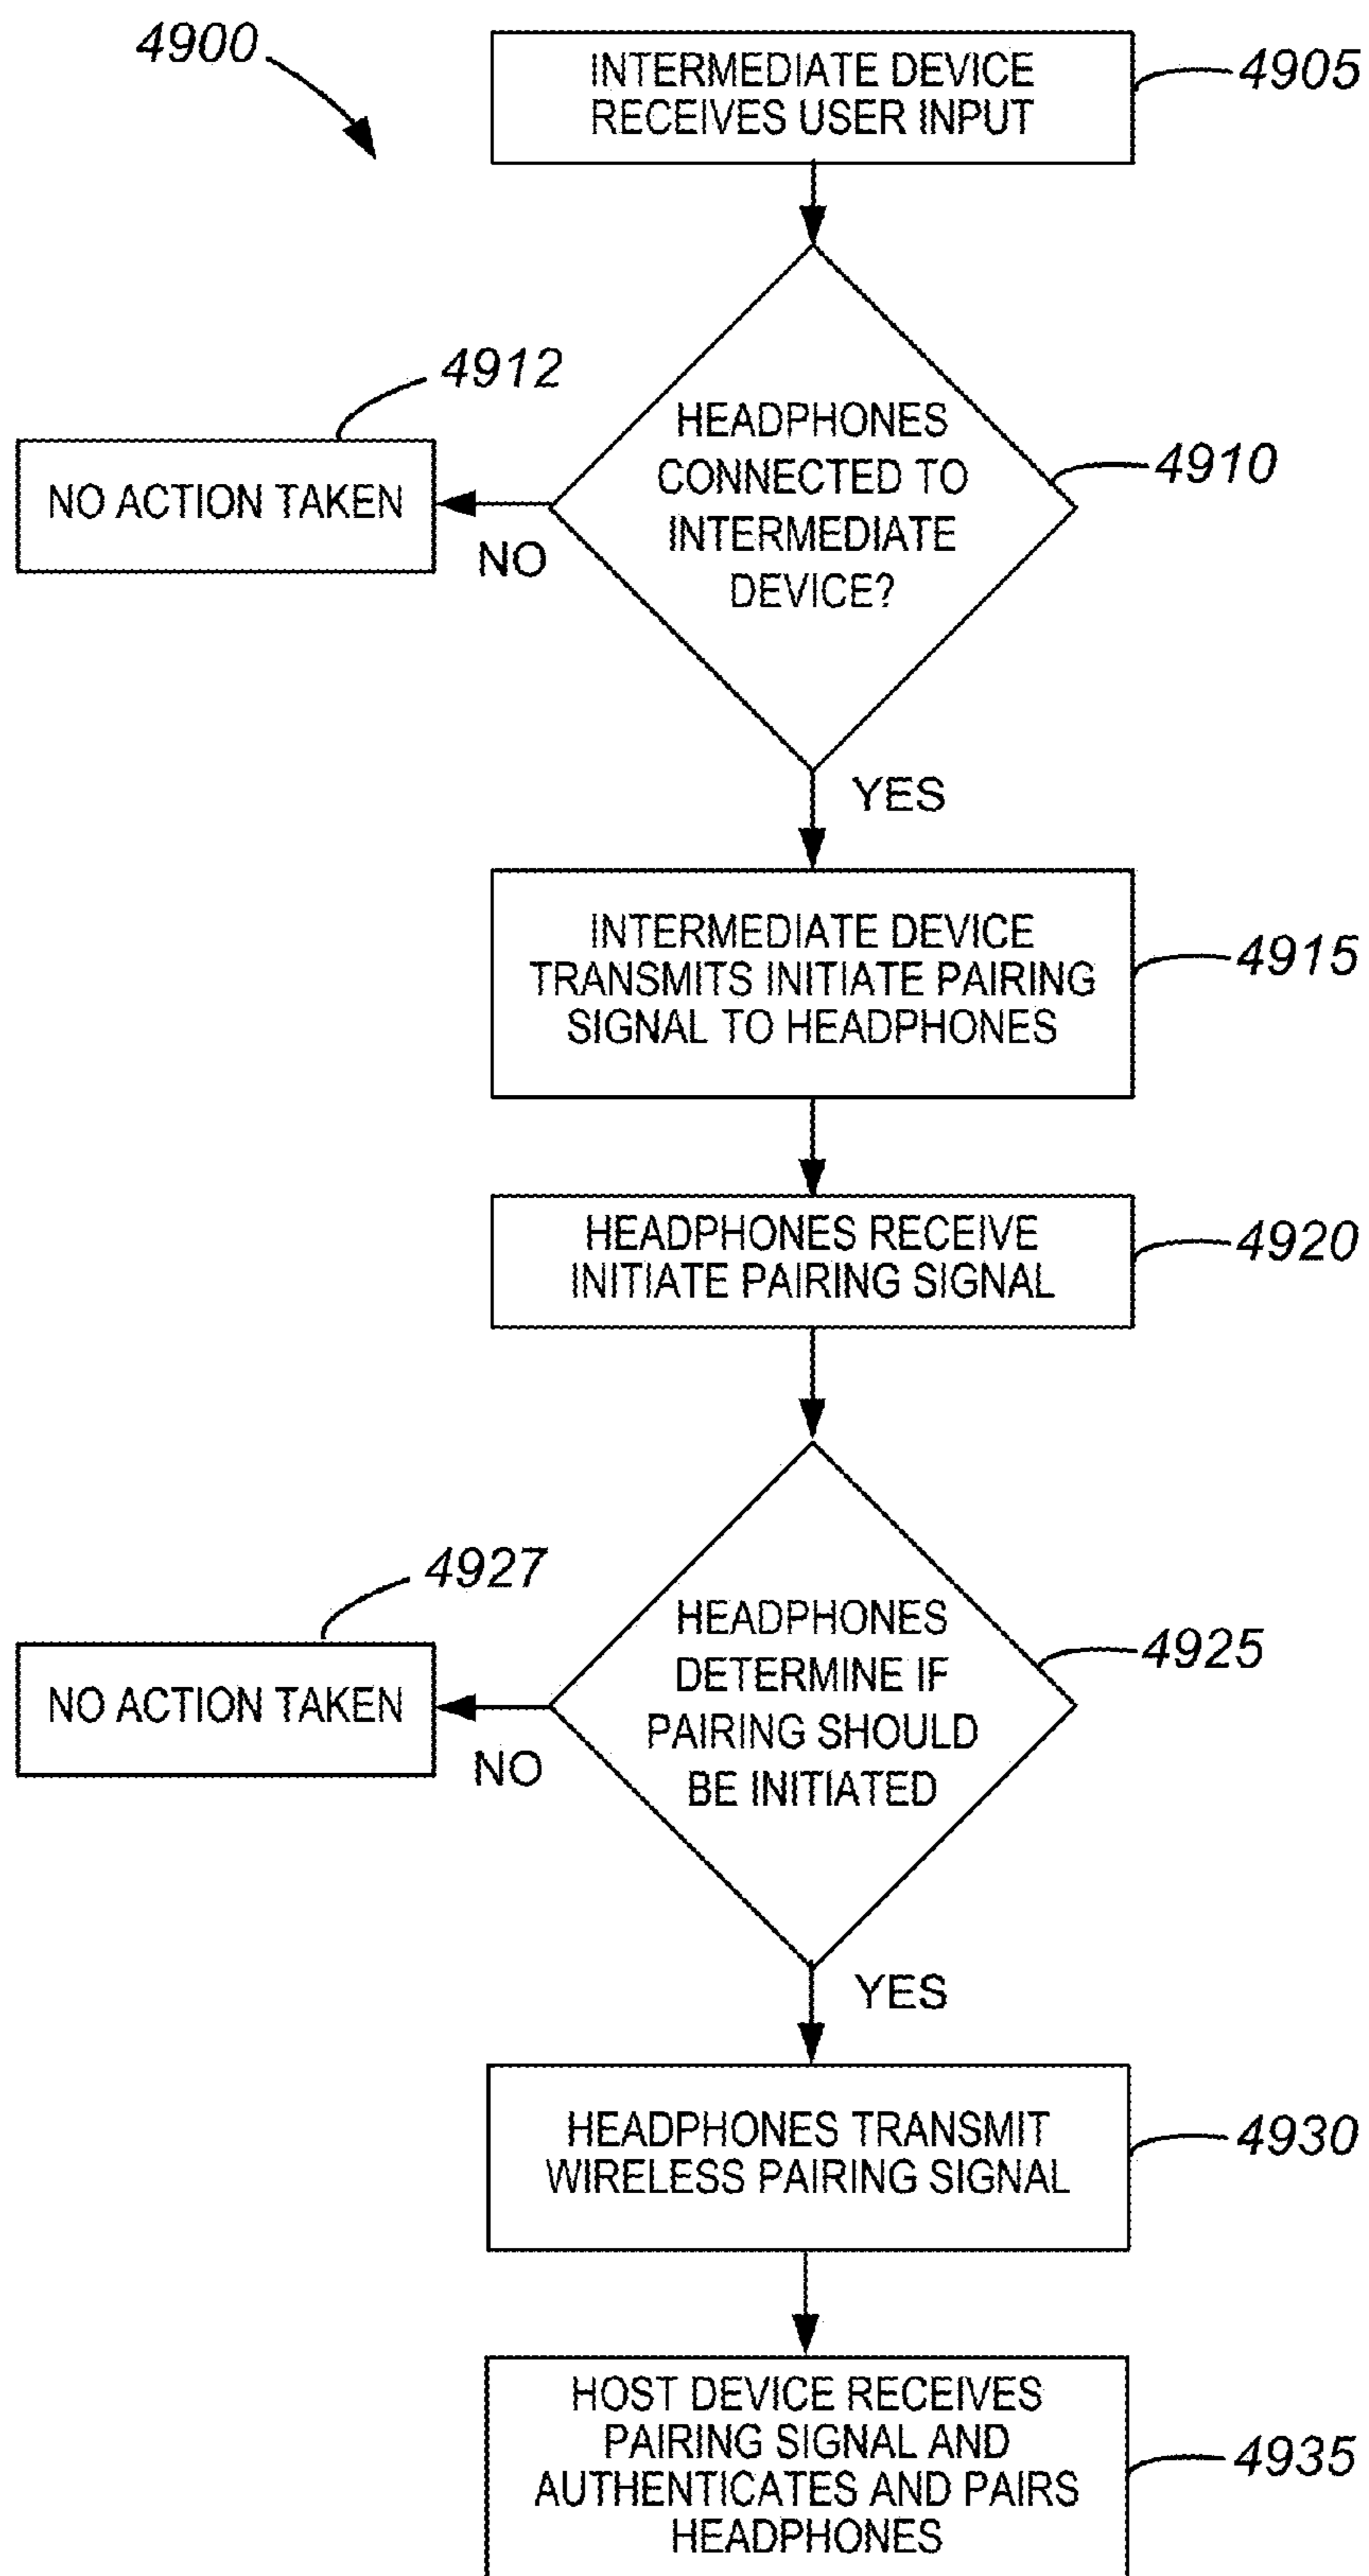 4900
INTERMEDIATE DEVICE
RECEIVES USER INPUT
4905
HEADPHONES
CONNECTED TO
INTERMEDIATE
DEVICE?
4910
4912
NO ACTION TAKEN
NO
YES
INTERMEDIATE DEVICE
TRANSMITS INITIATE PAIRING
SIGNAL TO HEADPHONES
4915
HEADPHONES RECEIVE
INITIATE PAIRING SIGNAL
4920
HEADPHONES
DETERMINE IF
PAIRING SHOULD
BE INITIATED
4925
4927
NO ACTION TAKEN
NO
YES
HEADPHONES TRANSMIT
WIRELESS PAIRING SIGNAL
4930
HOST DEVICE RECEIVES
PAIRING SIGNAL AND
AUTHENTICATES AND PAIRS
HEADPHONES
4935